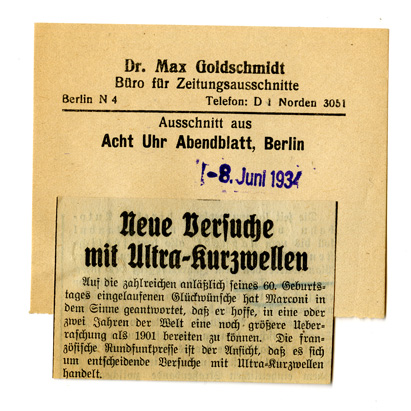 Dr. Max Goldschmidt
Büro für Zeitungsausschnitte
Berlin N 4 Telefon: D 1 Norden 3051
Ausschnitt aus
Acht Uhr Abendblatt, Berlin
-8. Juni 1934
Neue Versuche
mit Ultra-Kurzwellen
Auf die zahlreichen anläßlich seines 60. Geburts-
tages eingelaufenen Glückwünsche hat Marconi in
dem Sinne geantwortet, daß er hoffe, in eine oder
zwei Jahren der Welt eine noch größere Ueber-
raschung als 1901 bereiten zu können. Die fran-
zösische Rundfunkpresse ist der Ansicht, daß es sich
um entscheidende Versuche mit Ultra-Kurzwellen
handelt.